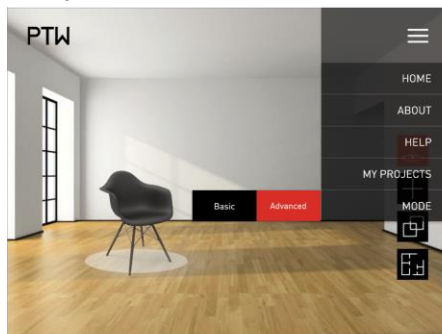 PTW
HOME
ABOUT
HELP
MY PROJECTS
Basic Advanced
MODE